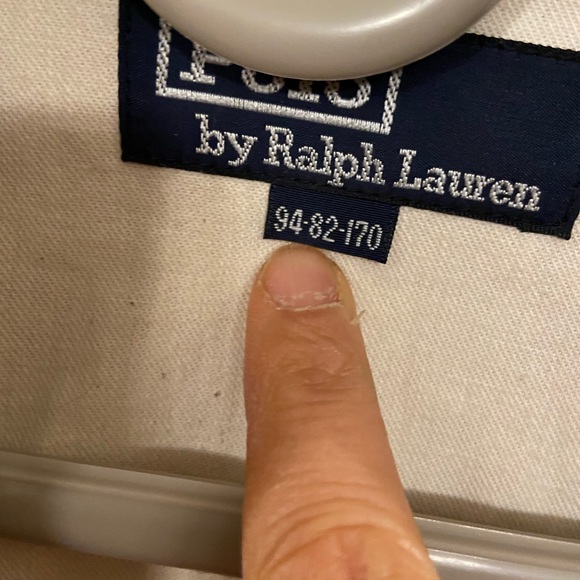 Polo
by Ralph Lauren
94-82-170